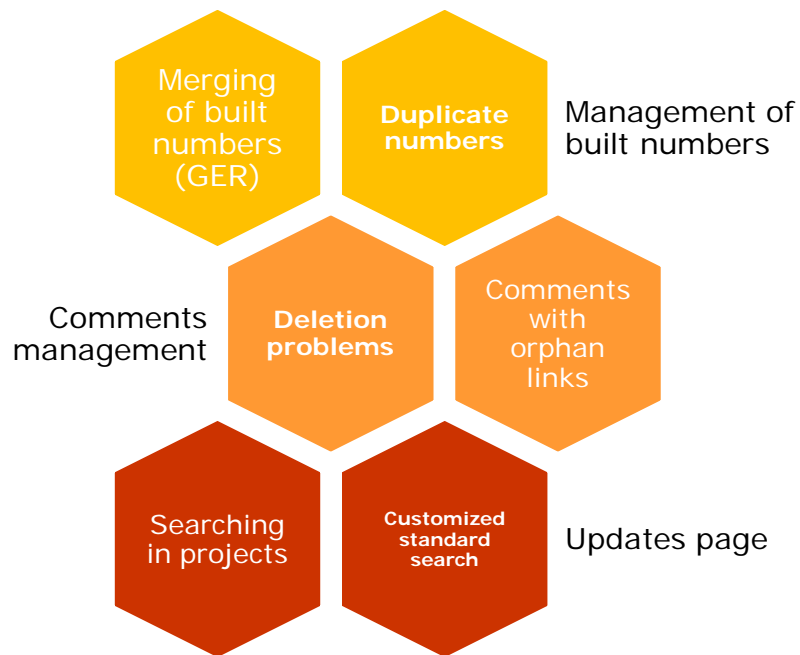 Merging
of built
numbers
(GER)
Duplicate
numbers
Management of
built numbers
Comments
management
Deletion
problems
Comments
with
orphan
links
Searching
in projects
Customized
standard
search
Updates page